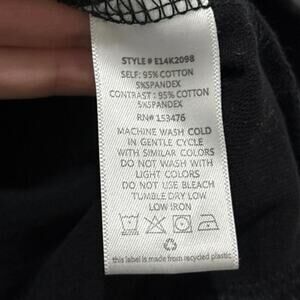 STYLE # E14K2098
SELF: 95% COTTON
5%SPANDEX
CONTRAST : 95% COTTON
5%SPANDEX
RN# 153476
MACHINE WASH COLD
IN GENTLE CYCLE
WITH SIMILAR COLORS
DO NOT WASH WITH
LIGHT COLORS
DO NOT USE BLEACH
TUMBLE DRY LOW
LOW IRON
this label is made from recycled plastic